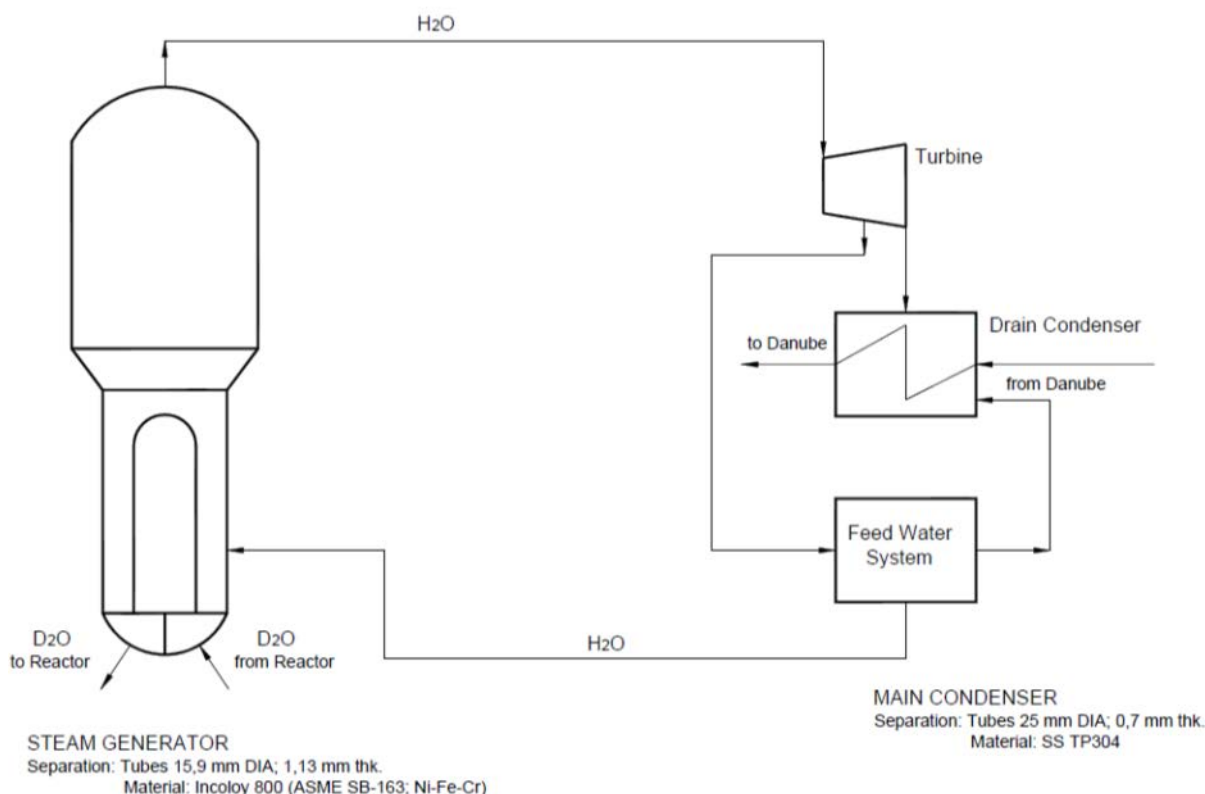 H2O
Turbine
Drain Condenser
to Danube
from Danube
Feed Water
System
H2O
D2O
to Reactor
D2O
from Reactor
MAIN CONDENSER
Separation: Tubes 25 mm DIA; 0,7 mm thk.
Material: SS TP304
STEAM GENERATOR
Separation: Tubes 15,9 mm DIA; 1,13 mm thk.
Material: Incoloy 800 (ASME SB-163; Ni-Fe-Cr)